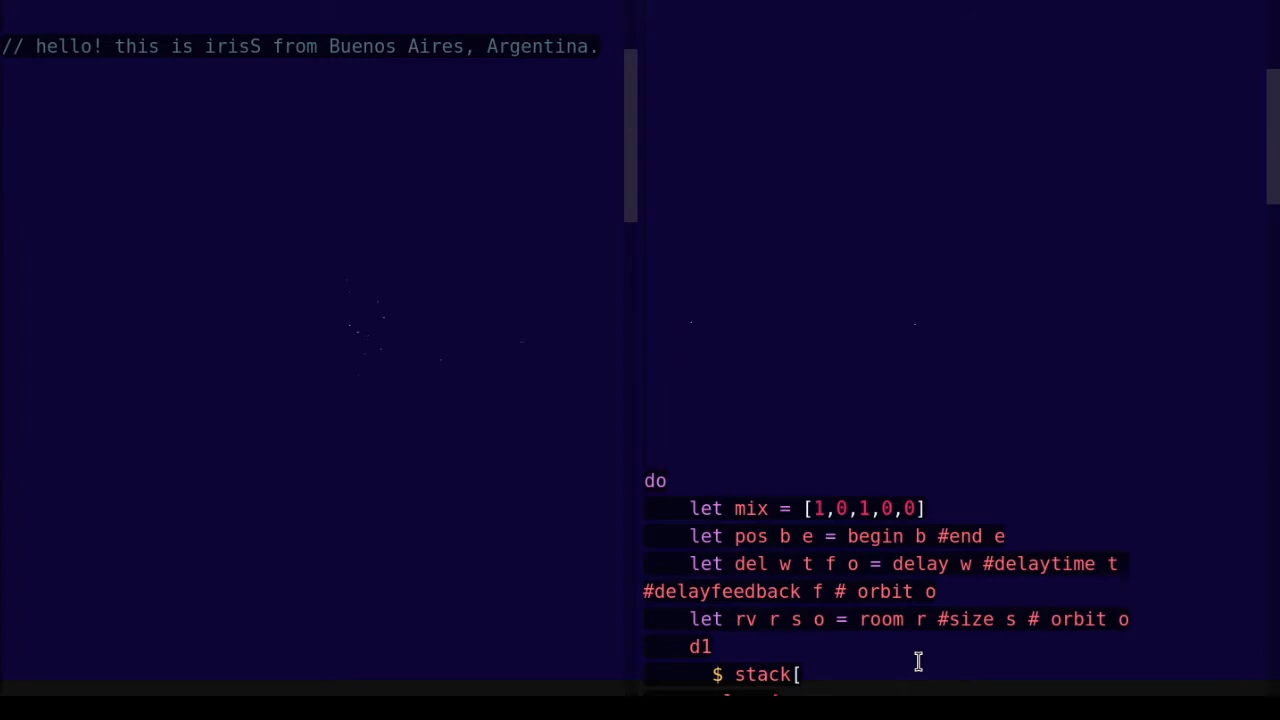 // hello! this is irisS from Buenos Aires, Argentina.
do
    let mix = [1,0,1,0,0]
    let pos b e = begin b #end e
    let del w t f o = delay w #delaytime t
#delayfeedback f # orbit o
    let rv r s o = room r #size s # orbit o
    d1
      $ stack[